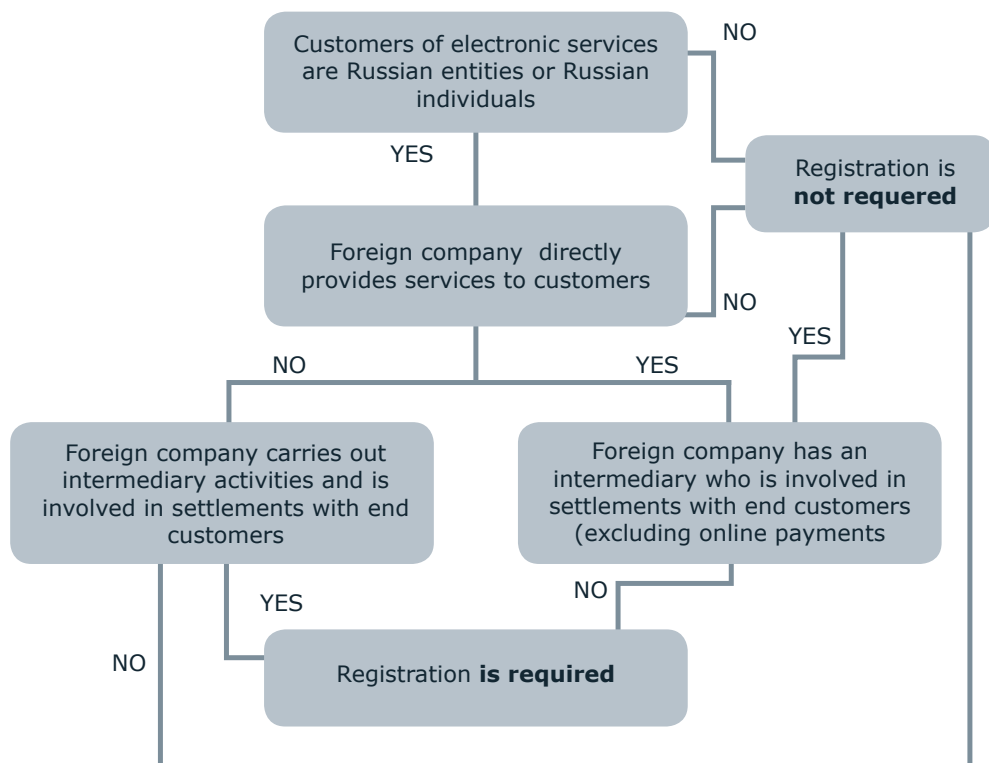 Customers of electronic services
are Russian entities or Russian
individuals
NO
YES
Registration is
not requered
Foreign company directly
provides services to customers
NO
YES
NO
YES
Foreign company carries out
intermediary activities and is
involved in settlements with end
customers
Foreign company has an
intermediary who is involved in
settlements with end customers
(excluding online payments
YES
NO
NO
Registration is required